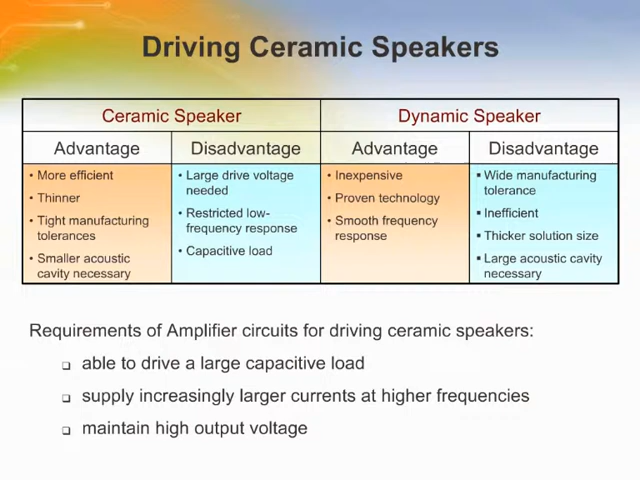 Driving Ceramic Speakers
Ceramic Speaker
Dynamic Speaker
Advantage
Disadvantage
Advantage
Disadvantage
• More efficient
• Thinner
• Tight manufacturing
tolerances
• Smaller acoustic
cavity necessary
• Large drive voltage
needed
• Restricted low-
frequency response
• Capacitive load
• Inexpensive
• Proven technology
• Smooth frequency
response
▪ Wide manufacturing
tolerance
▪ Inefficient
▪ Thicker solution size
▪ Large acoustic cavity
necessary
Requirements of Amplifier circuits for driving ceramic speakers:
❑ able to drive a large capacitive load
❑ supply increasingly larger currents at higher frequencies
❑ maintain high output voltage